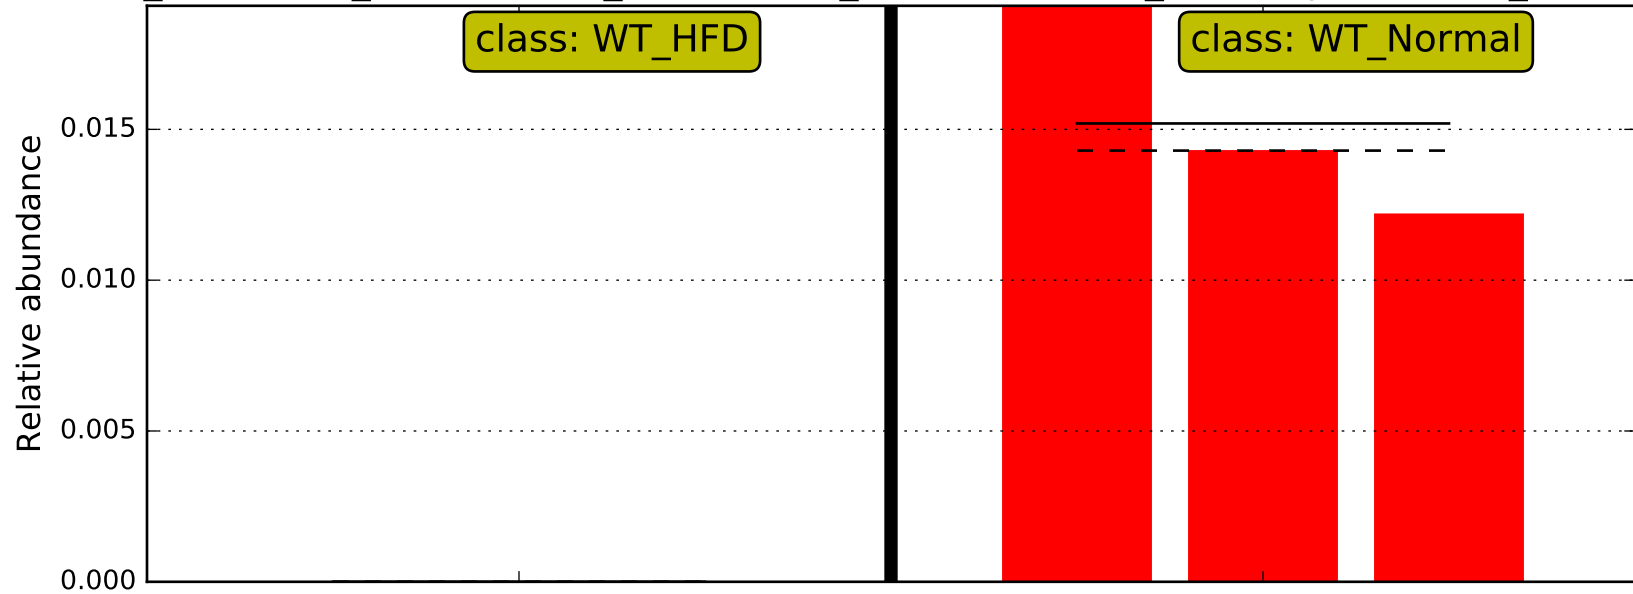 class: WT_HFD
class: WT_Normal
Relative abundance
0.015
0.010
0.005
0.000